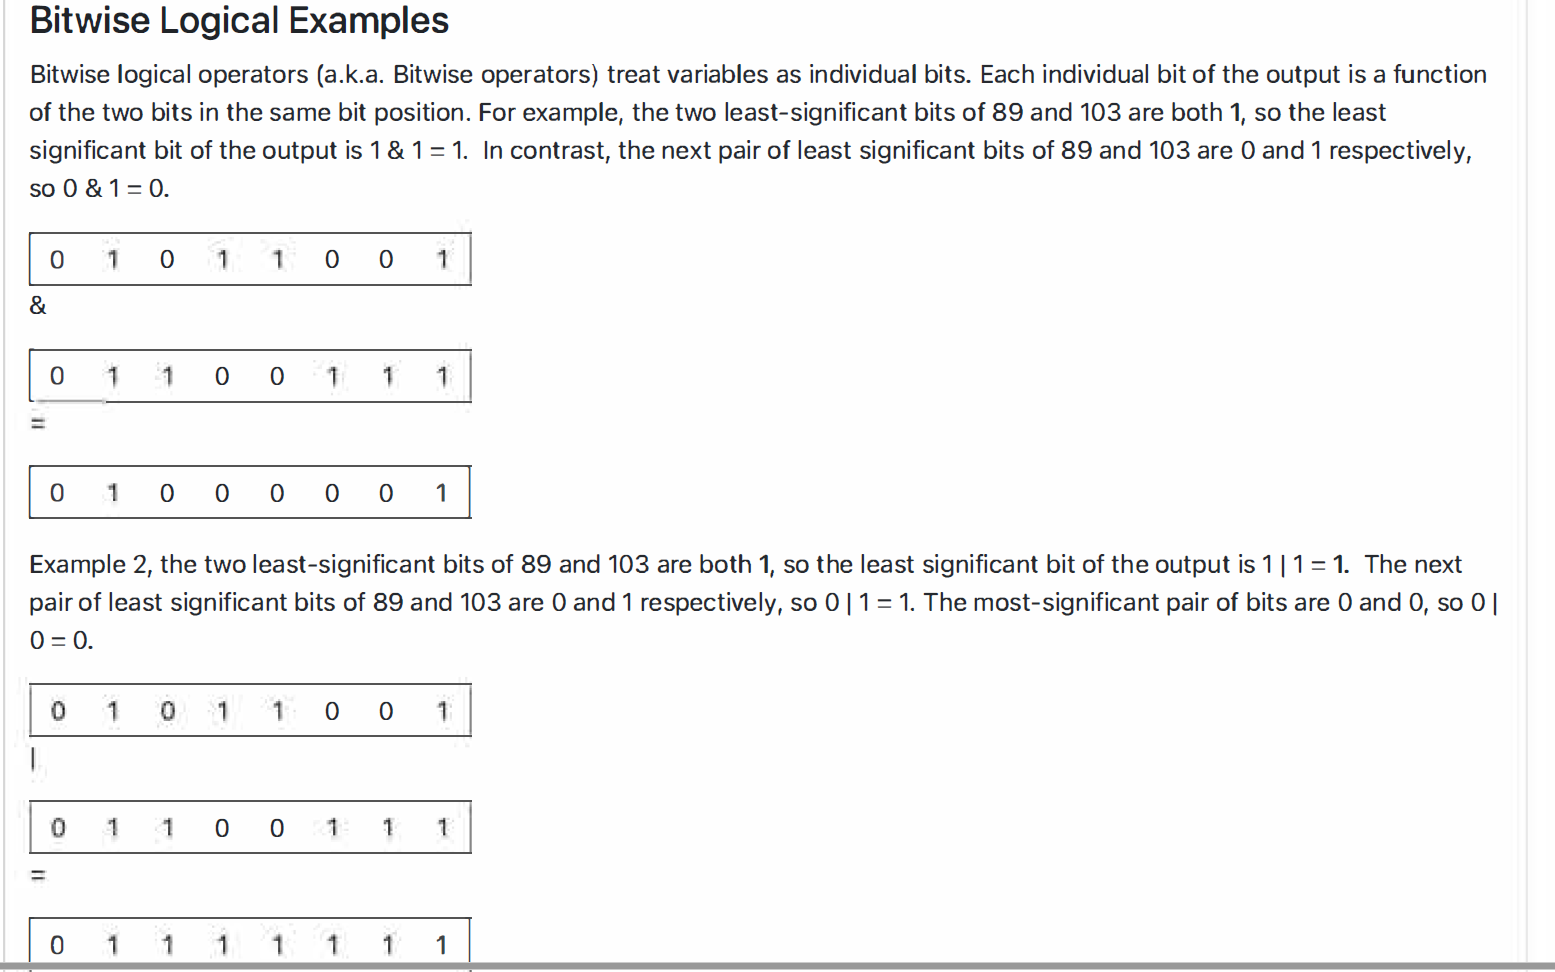 Bitwise Logical Examples
Bitwise logical operators (a.k.a. Bitwise operators) treat variables as individual bits. Each individual bit of the output is a function
of the two bits in the same bit position. For example, the two least-significant bits of 89 and 103 are both 1, so the least
significant bit of the output is 1 & 1 = 1.  In contrast, the next pair of least significant bits of 89 and 103 are 0 and 1 respectively,
so 0 & 1 = 0.
0 1 0 1 1 0 0 1
&
0 1 1 0 0 1 1 1
=
0 1 0 0 0 0 0 1
Example 2, the two least-significant bits of 89 and 103 are both 1, so the least significant bit of the output is 1 | 1 = 1.  The next
pair of least significant bits of 89 and 103 are 0 and 1 respectively, so 0 | 1 = 1. The most-significant pair of bits are 0 and 0, so 0 |
0 = 0.
0 1 0 1 1 0 0 1
|
0 1 1 0 0 1 1 1
=
0 1 1 1 1 1 1 1